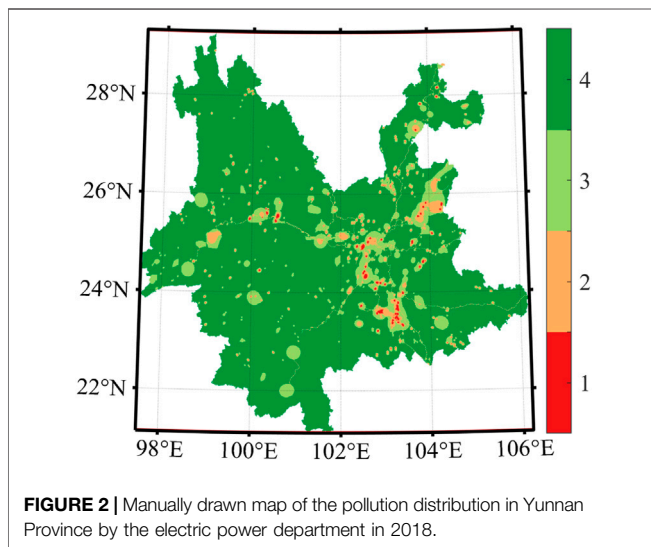 28°N
26°N
24°N
22°N
98°E 100°E 102°E 104°E 106°E
4
3
2
1
FIGURE 2 | Manually drawn map of the pollution distribution in Yunnan
Province by the electric power department in 2018.